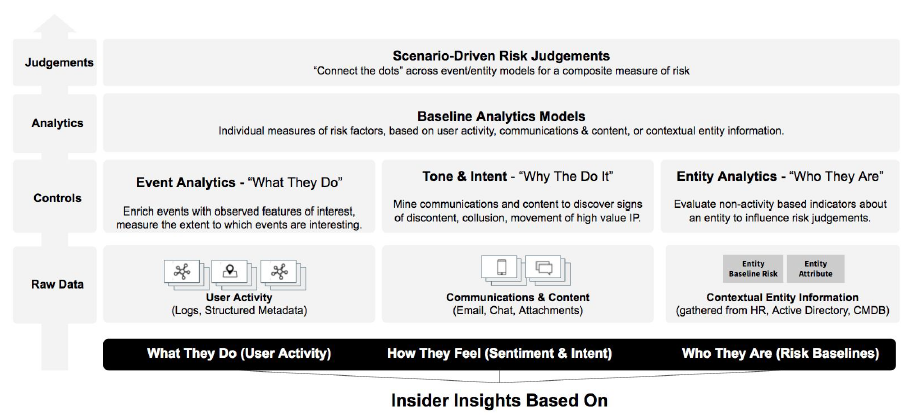 Judgements
Scenario-Driven Risk Judgements
“Connect the dots” across event/entity models for a composite measure of risk
Analytics
Baseline Analytics Models
Individual measures of risk factors, based on user activity, communications & content, or contextual entity information.
Controls
Event Analytics - “What They Do”
Enrich events with observed features of interest,
measure the extent to which events are interesting.
Tone & Intent - “Why The Do It”
Mine communications and content to discover signs
of discontent, collusion, movement of high value IP.
Entity Analytics - “Who They Are”
Evaluate non-activity based indicators about
an entity to influence risk judgements.
Raw Data
User Activity
(Logs, Structured Metadata)
Communications & Content
(Email, Chat, Attachments)
Entity
Baseline Risk
Entity
Attribute
Contextual Entity Information
(gathered from HR, Active Directory, CMDB)
What They Do (User Activity)
How They Feel (Sentiment & Intent)
Who They Are (Risk Baselines)
Insider Insights Based On